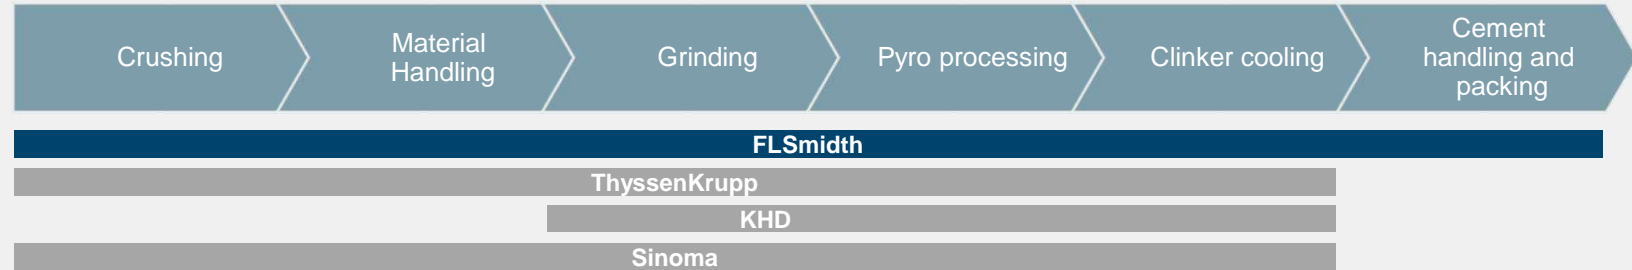 Crushing
Material
Handling
Grinding
Pyro processing
Clinker cooling
Cement
handling and
packing
FLSmidth
ThyssenKrupp
KHD
Sinoma